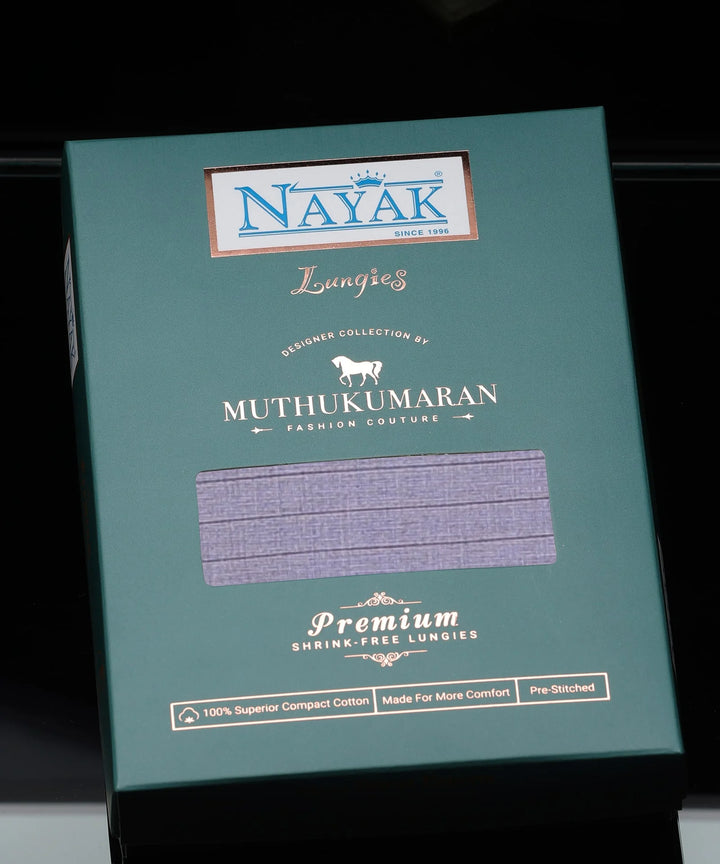 NAYAK®
SINCE 1996
Lungies
DESIGNER COLLECTION BY
MUTHUKUMARAN
FASHION COUTURE
Premium
SHRINK-FREE LUNGIES
100% Superior Compact Cotton
Made For More Comfort
Pre-Stitched